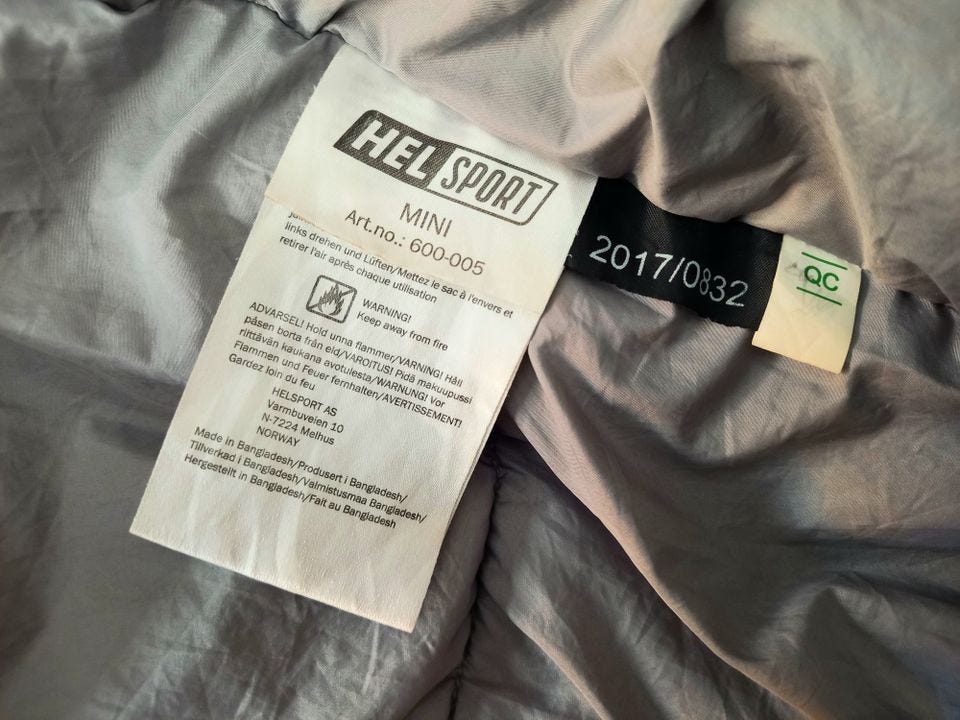 HELSPORT
MINI
Art.no.: 600-005
links drehen und Lüften/Mettez le sac à l'envers et
retirer l'air après chaque utilisation
WARNING!
Keep away from fire
ADVARSEL! Hold unna flammer/VARNING! Håll
påsen borta från eld/VAROITUS! Pidä makuupussi
riittävän kaukana avotulesta/WARNUNG! Vor
Flammen und Feuer fernhalten/AVERTISSEMENT!
Gardez loin du feu
HELSPORT AS
Varmbuveien 10
N-7224 Melhus
NORWAY
Made in Bangladesh/Produsert i Bangladesh/
Tillverkad i Bangladesh/Valmistusmaa Bangladesh/
Hergestellt in Bangladesh/Fait au Bangladesh
2017/0832
QC